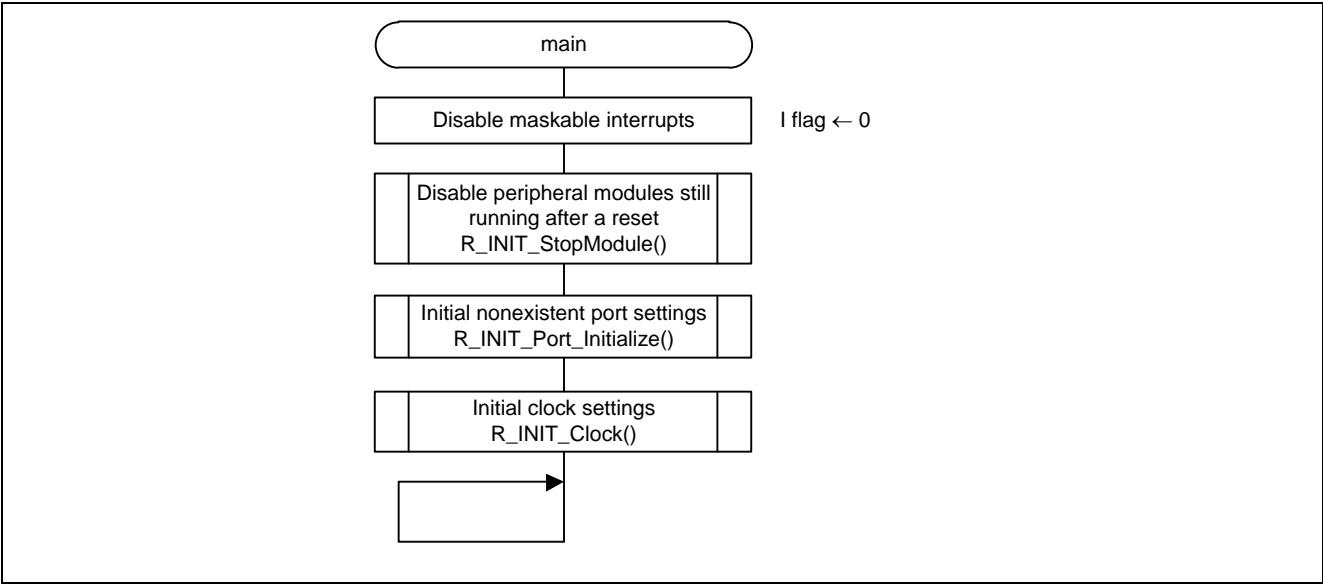 main
Disable maskable interrupts
I flag ← 0
Disable peripheral modules still
running after a reset
R_INIT_StopModule()
Initial nonexistent port settings
R_INIT_Port_Initialize()
Initial clock settings
R_INIT_Clock()